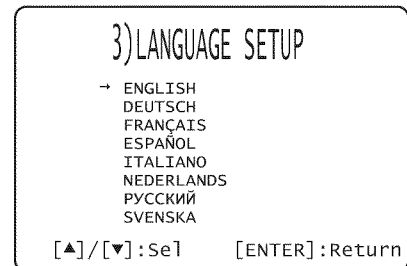 3)LANGUAGE SETUP
→ ENGLISH
DEUTSCH
FRANÇAIS
ESPAÑOL
ITALIANO
NEDERLANDS
РУССКИЙ
SVENSKA
[▲]/[▼]:Sel [ENTER]:Return